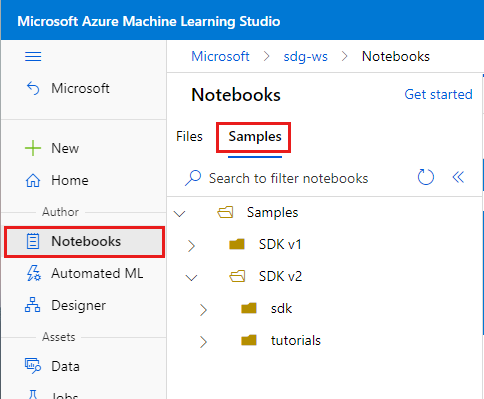 Microsoft Azure Machine Learning Studio
Microsoft
New
Home
Author
Notebooks
Automated ML
Designer
Assets
Data
Jobs
Microsoft > sdg-ws > Notebooks
Notebooks
Get started
Files
Samples
Search to filter notebooks
Samples
SDK v1
SDK v2
sdk
tutorials